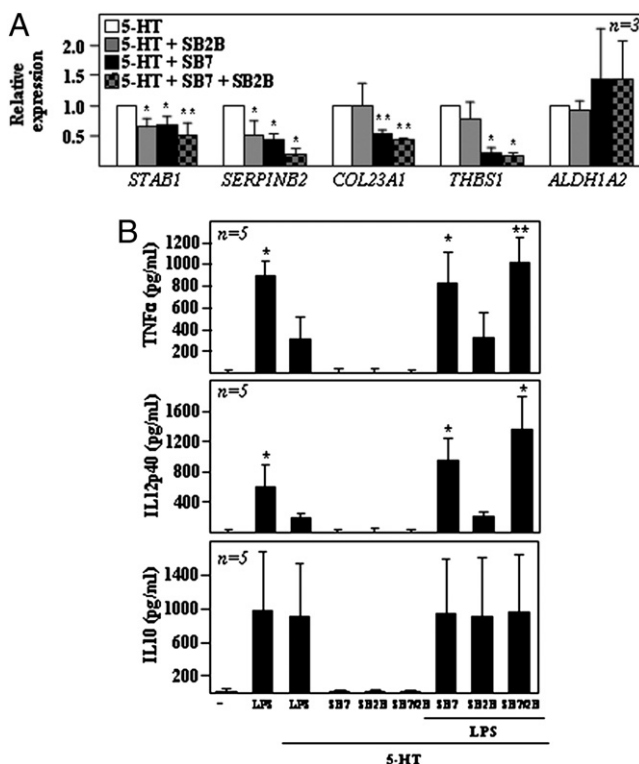 A
Relative expression
2.0
1.5
1.0
0.5
5-HT
5-HT + SB2B
5-HT + SB7
5-HT + SB7 + SB2B
n=3
* * **
* * *
** **
* *
STAB1 SERPINB2 COL23A1 THBS1 ALDH1A2
B
TNFα (pg/ml)
1200
1000
800
600
400
200
n=5
* * **
IL12p40 (pg/ml)
1600
1200
800
400
n=5
* * *
IL10 (pg/ml)
1400
1000
600
200
n=5
– LPS LPS SB7 SB2B SB7/2B SB7 SB2B SB7/2B
LPS
5-HT